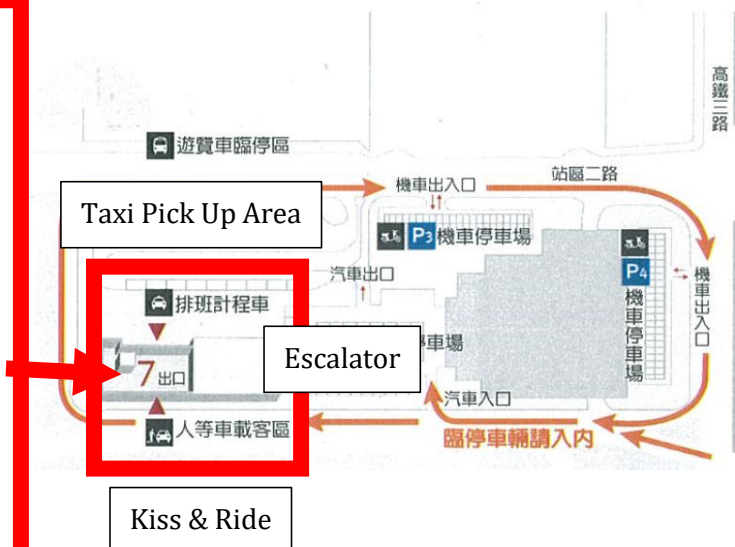 高鐵三路
遊覽車臨停區
站區二路
機車出入口
Taxi Pick Up Area
P3 機車停車場
P4
機車停車場
機車出入口
汽車出口
排班計程車
Escalator
車場
7 出口
汽車入口
人等車載客區
臨停車輛請入內
Kiss & Ride